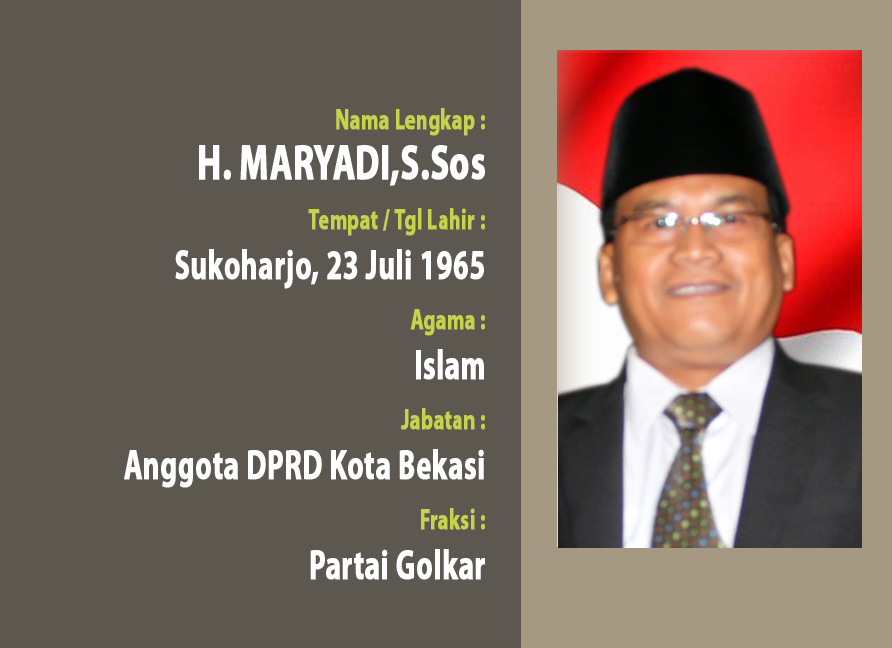 Nama Lengkap :
H. MARYADI,S.Sos
Tempat / Tgl Lahir :
Sukoharjo, 23 Juli 1965
Agama :
Islam
Jabatan :
Anggota DPRD Kota Bekasi
Fraksi :
Partai Golkar